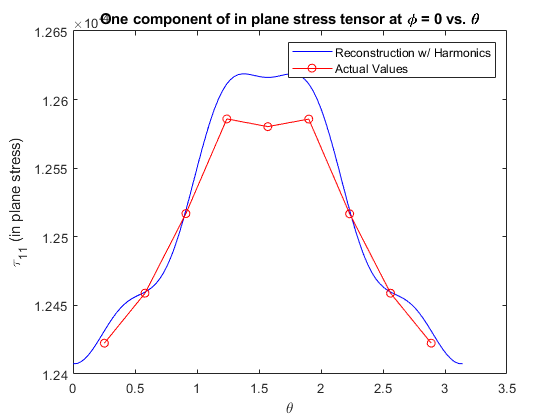 ×10
One component of in plane stress tensor at ϕ = 0 vs. θ
Reconstruction w/ Harmonics
Actual Values
1.265
1.26
1.255
1.25
1.245
1.24
τ11 (in plane stress)
0 0.5 1 1.5 2 2.5 3 3.5
θ